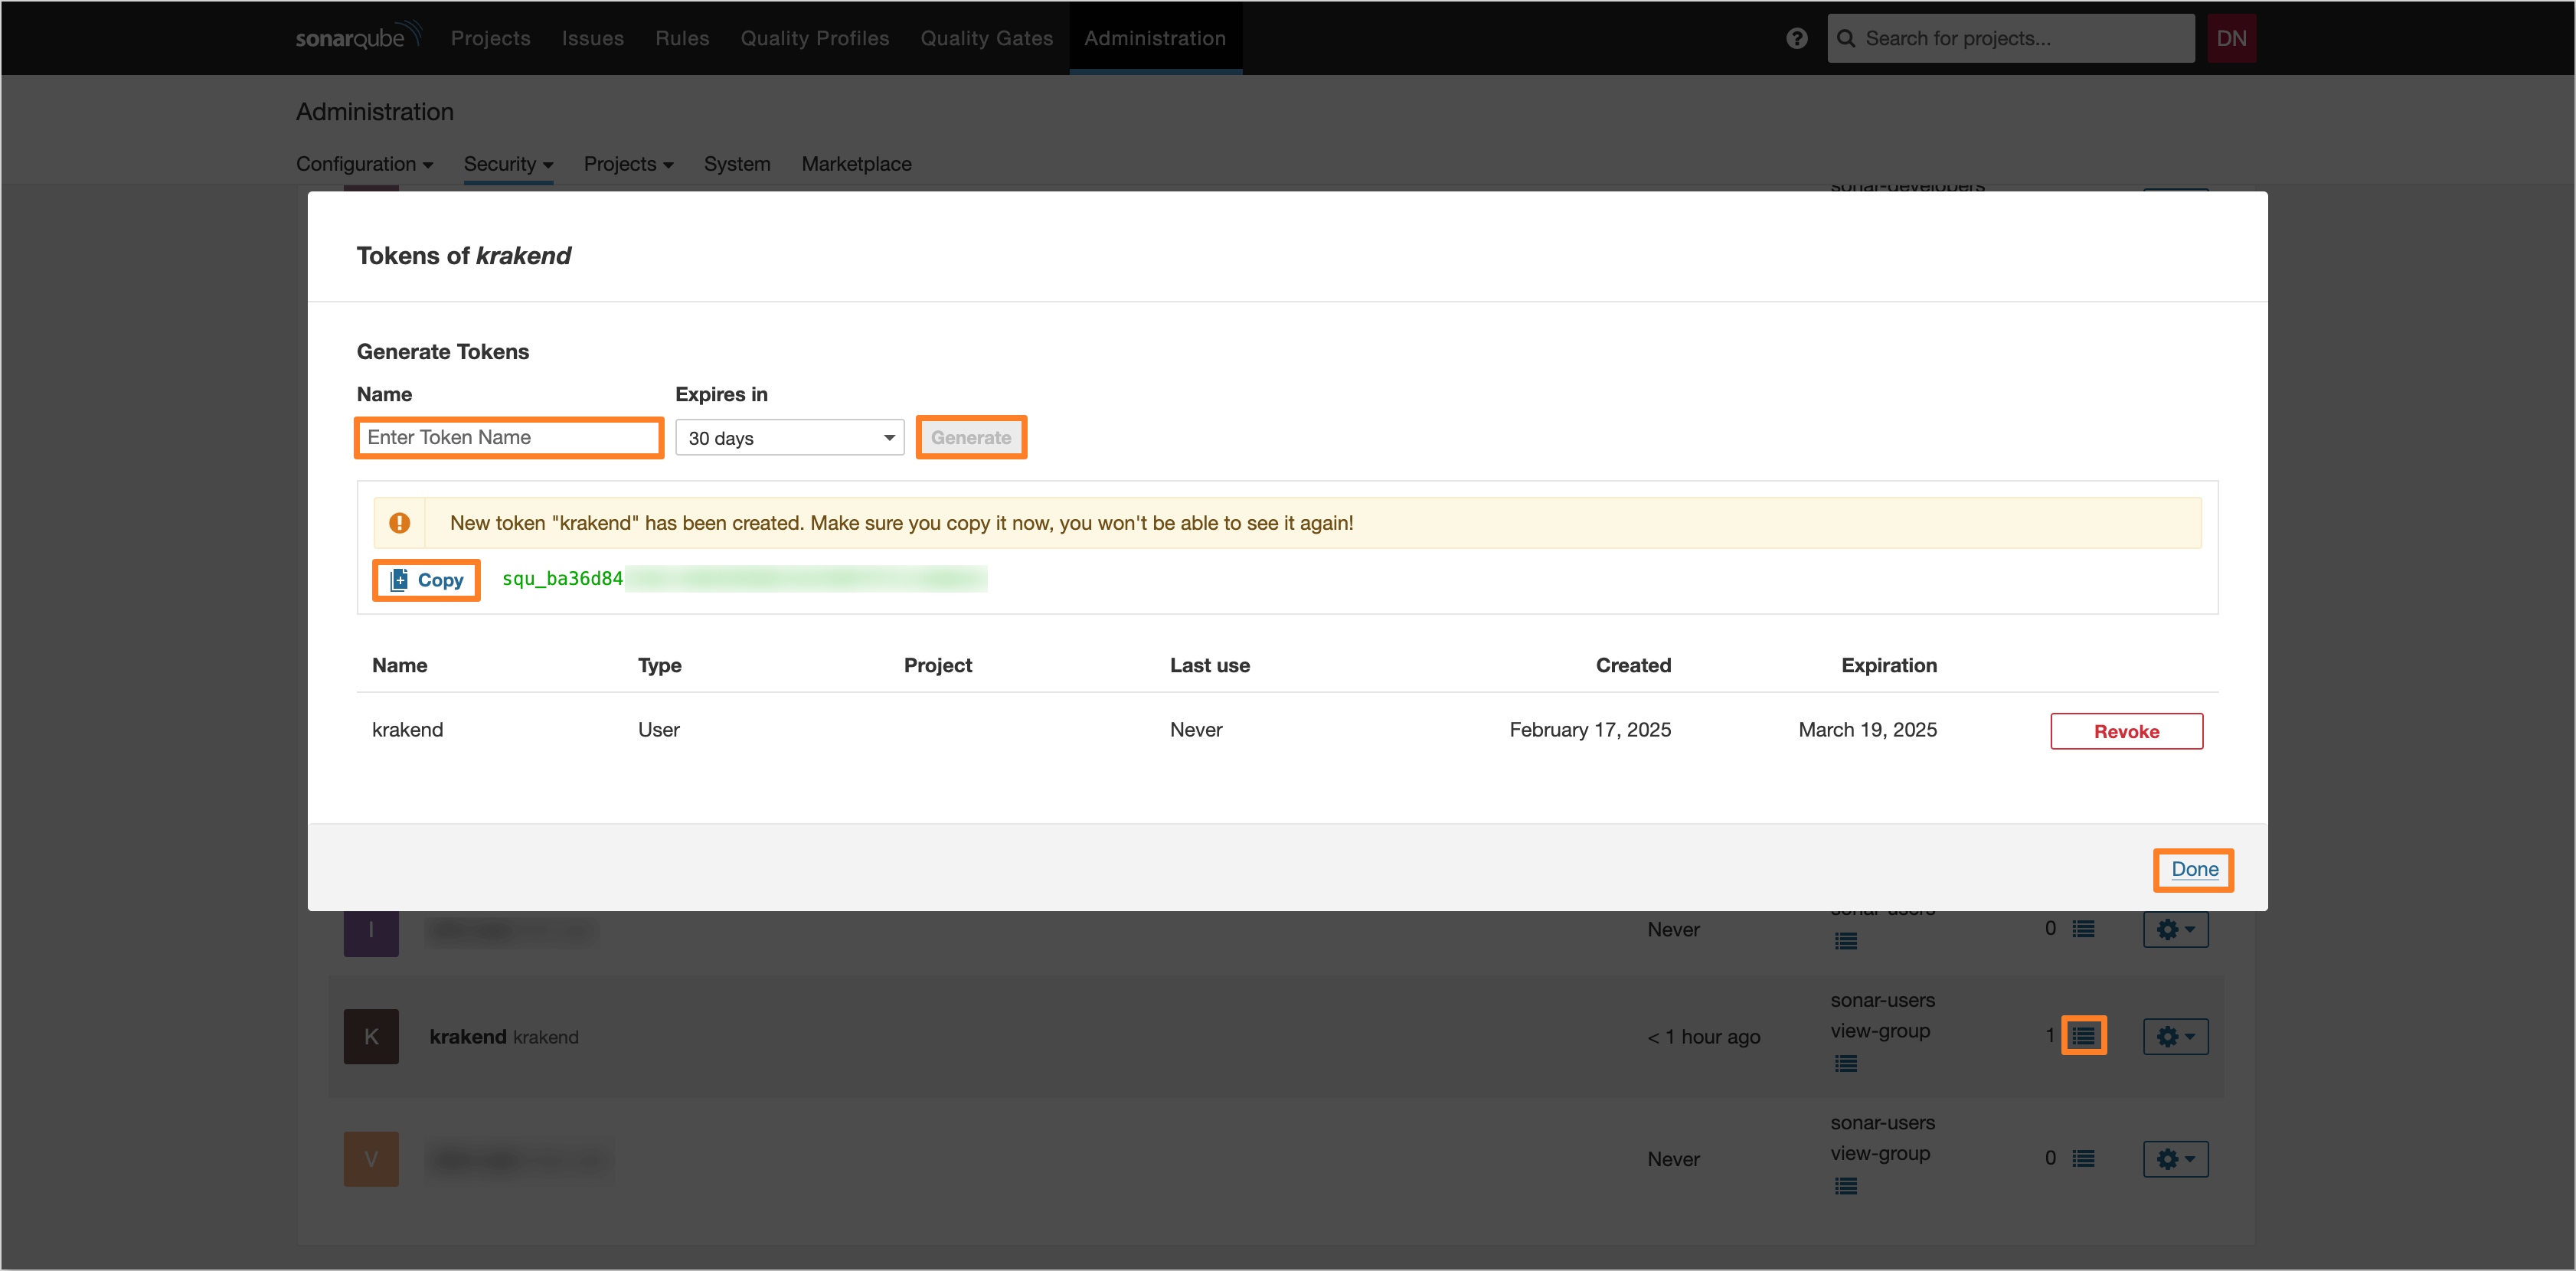 sonarqube Projects Issues Rules Quality Profiles Quality Gates Administration Search for projects... DN
Administration
Configuration Security Projects System Marketplace
sonar-developers
Tokens of krakend
Generate Tokens
Name Expires in
Enter Token Name 30 days Generate
New token "krakend" has been created. Make sure you copy it now, you won't be able to see it again!
Copy squ_ba36d84
Name Type Project Last use Created Expiration
krakend User Never February 17, 2025 March 19, 2025 Revoke
Done
sonar-users
I Never 0
sonar-users
K krakend krakend < 1 hour ago view-group 1
sonar-users
V Never view-group 0